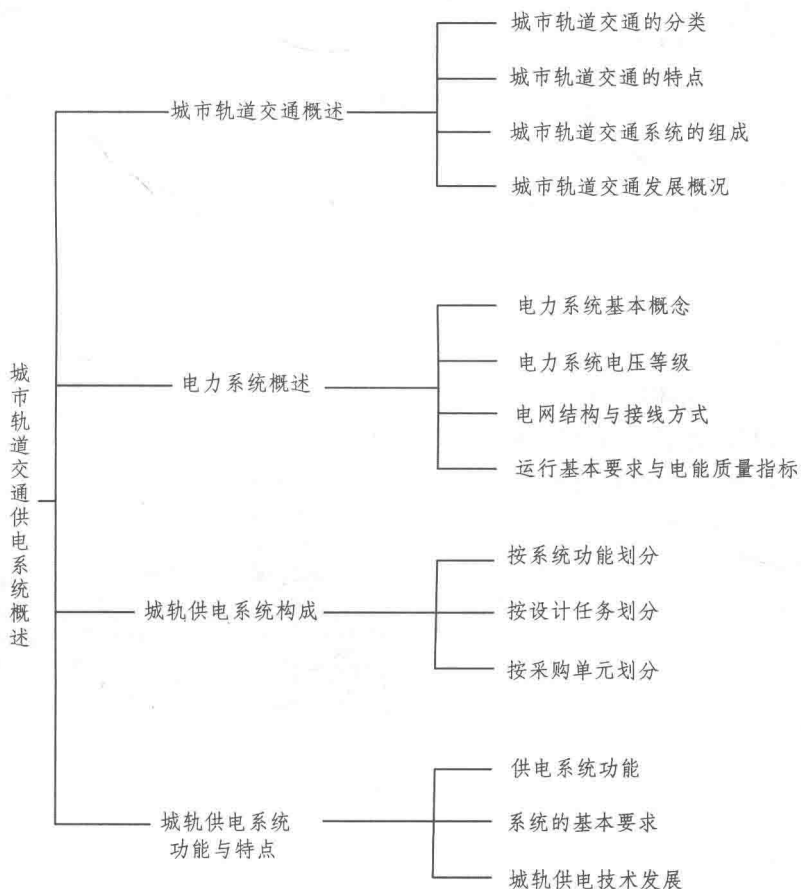 城市轨道交通供电系统概述
城市轨道交通概述
城市轨道交通的分类
城市轨道交通的特点
城市轨道交通系统的组成
城市轨道交通发展概况
电力系统概述
电力系统基本概念
电力系统电压等级
电网结构与接线方式
运行基本要求与电能质量指标
城轨供电系统构成
按系统功能划分
按设计任务划分
按采购单元划分
城轨供电系统
功能与特点
供电系统功能
系统的基本要求
城轨供电技术发展